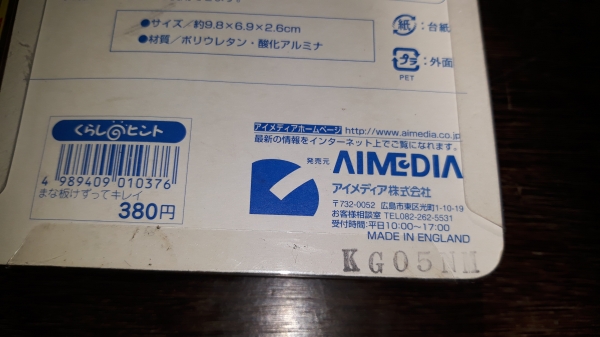 ●サイズ/約9.8×6.9×2.6cm
●材質/ポリウレタン・酸化アルミナ
紙:台紙
プラ:外面
PET
くらしのヒント
4 989409 010376
まな板けずってキレイ
380円
アイメディアホームページ http://www.aimedia.co.jp
最新の情報をインターネット上でご覧になれます。
発売元 AIMEDIA
アイメディア株式会社
〒732-0052 広島市東区光町1-10-19
お客様相談室 TEL082-262-5531
受付時間:平日10:00〜17:00
MADE IN ENGLAND